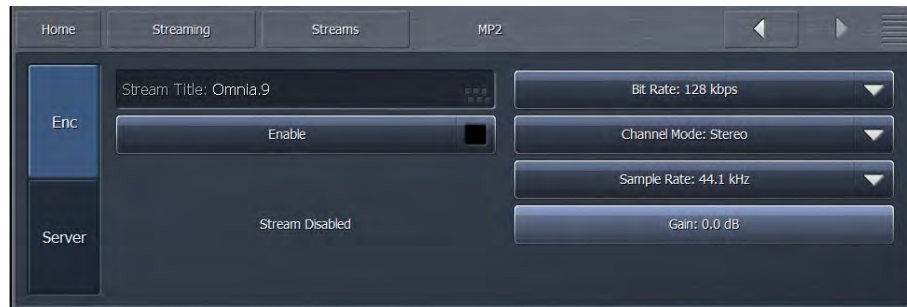 Home Streaming Streams MP2
Enc
Stream Title: Omnia.9
Enable
Stream Disabled
Server
Bit Rate: 128 kbps
Channel Mode: Stereo
Sample Rate: 44.1 kHz
Gain: 0.0 dB